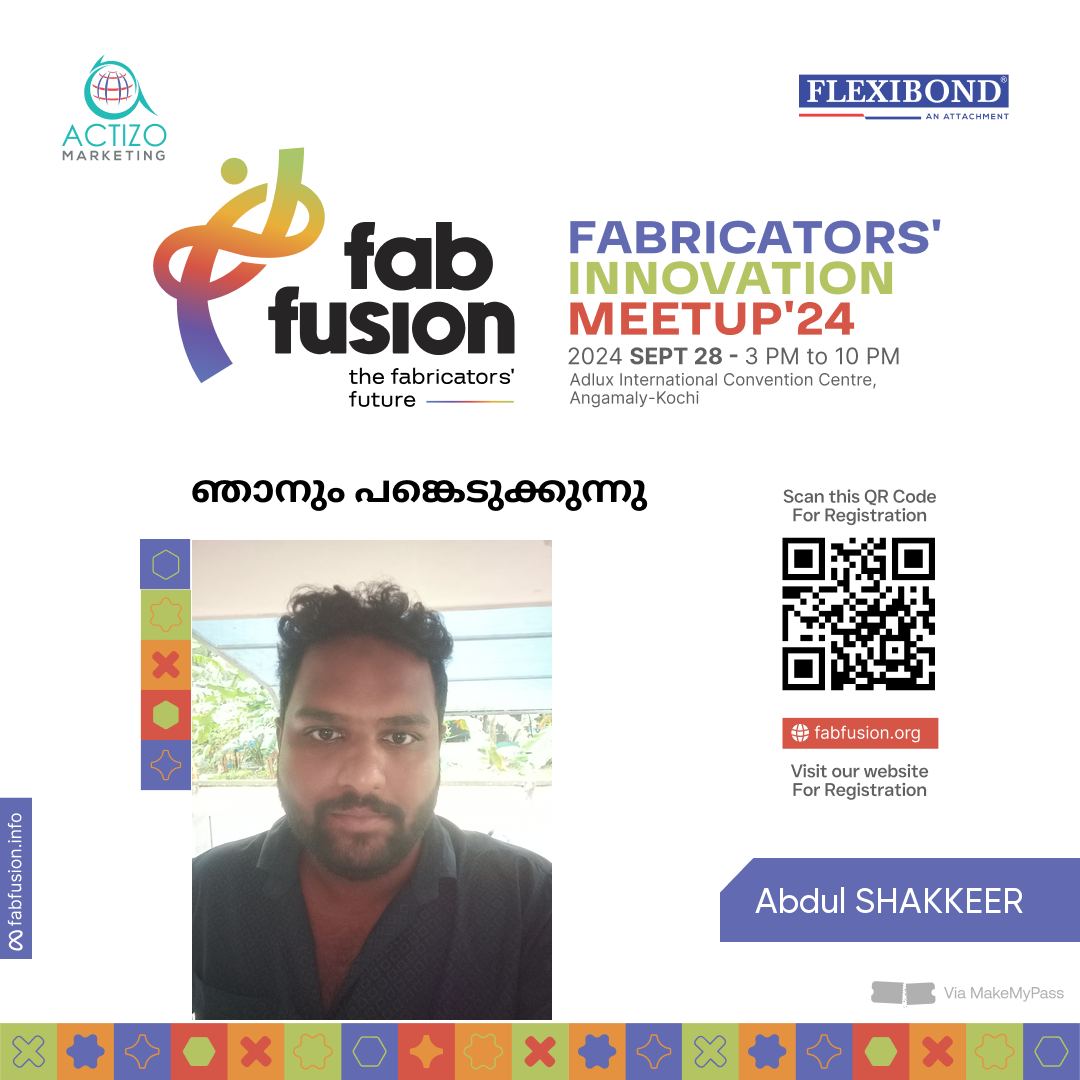 ACTIZO
MARKETING
FLEXIBOND®
AN ATTACHMENT
fab
fusion
the fabricators'
future
FABRICATORS'
INNOVATION
MEETUP'24
2024 SEPT 28 - 3 PM to 10 PM
Adlux International Convention Centre,
Angamaly-Kochi
ഞാനും പങ്കെടുക്കുന്നു
Scan this QR Code
For Registration
fabfusion.org
Visit our website
For Registration
fabfusion.info
Abdul SHAKKEER
Via MakeMyPass